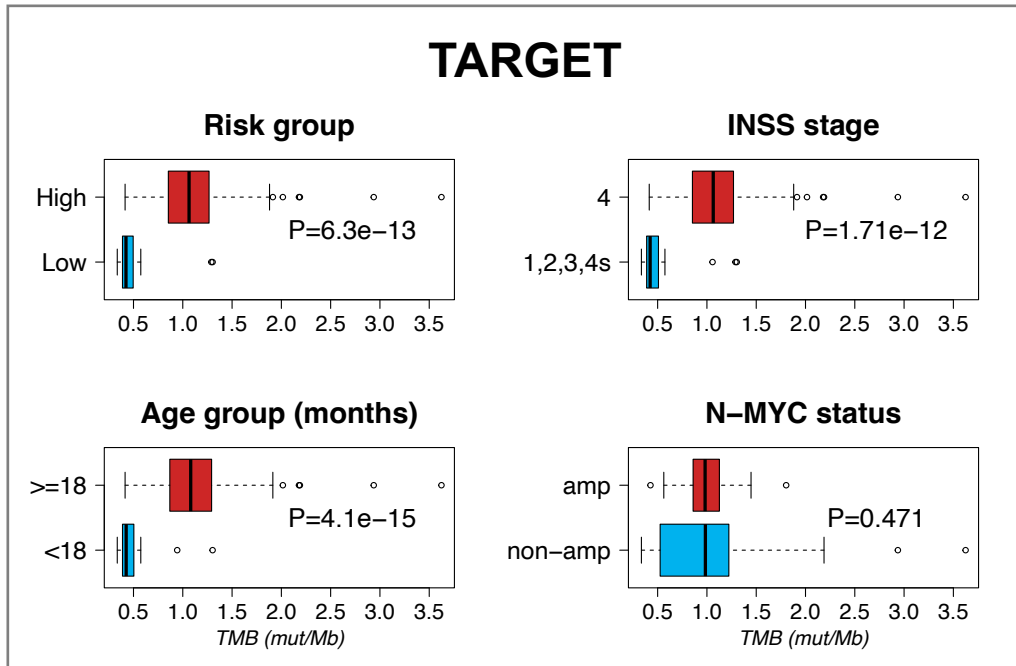 TARGET
Risk group
High
Low
P=6.3e−13
0.5 1.0 1.5 2.0 2.5 3.0 3.5
INSS stage
4
1,2,3,4s
P=1.71e−12
0.5 1.0 1.5 2.0 2.5 3.0 3.5
Age group (months)
>=18
<18
P=4.1e−15
0.5 1.0 1.5 2.0 2.5 3.0 3.5
TMB (mut/Mb)
N−MYC status
amp
non−amp
P=0.471
0.5 1.0 1.5 2.0 2.5 3.0 3.5
TMB (mut/Mb)